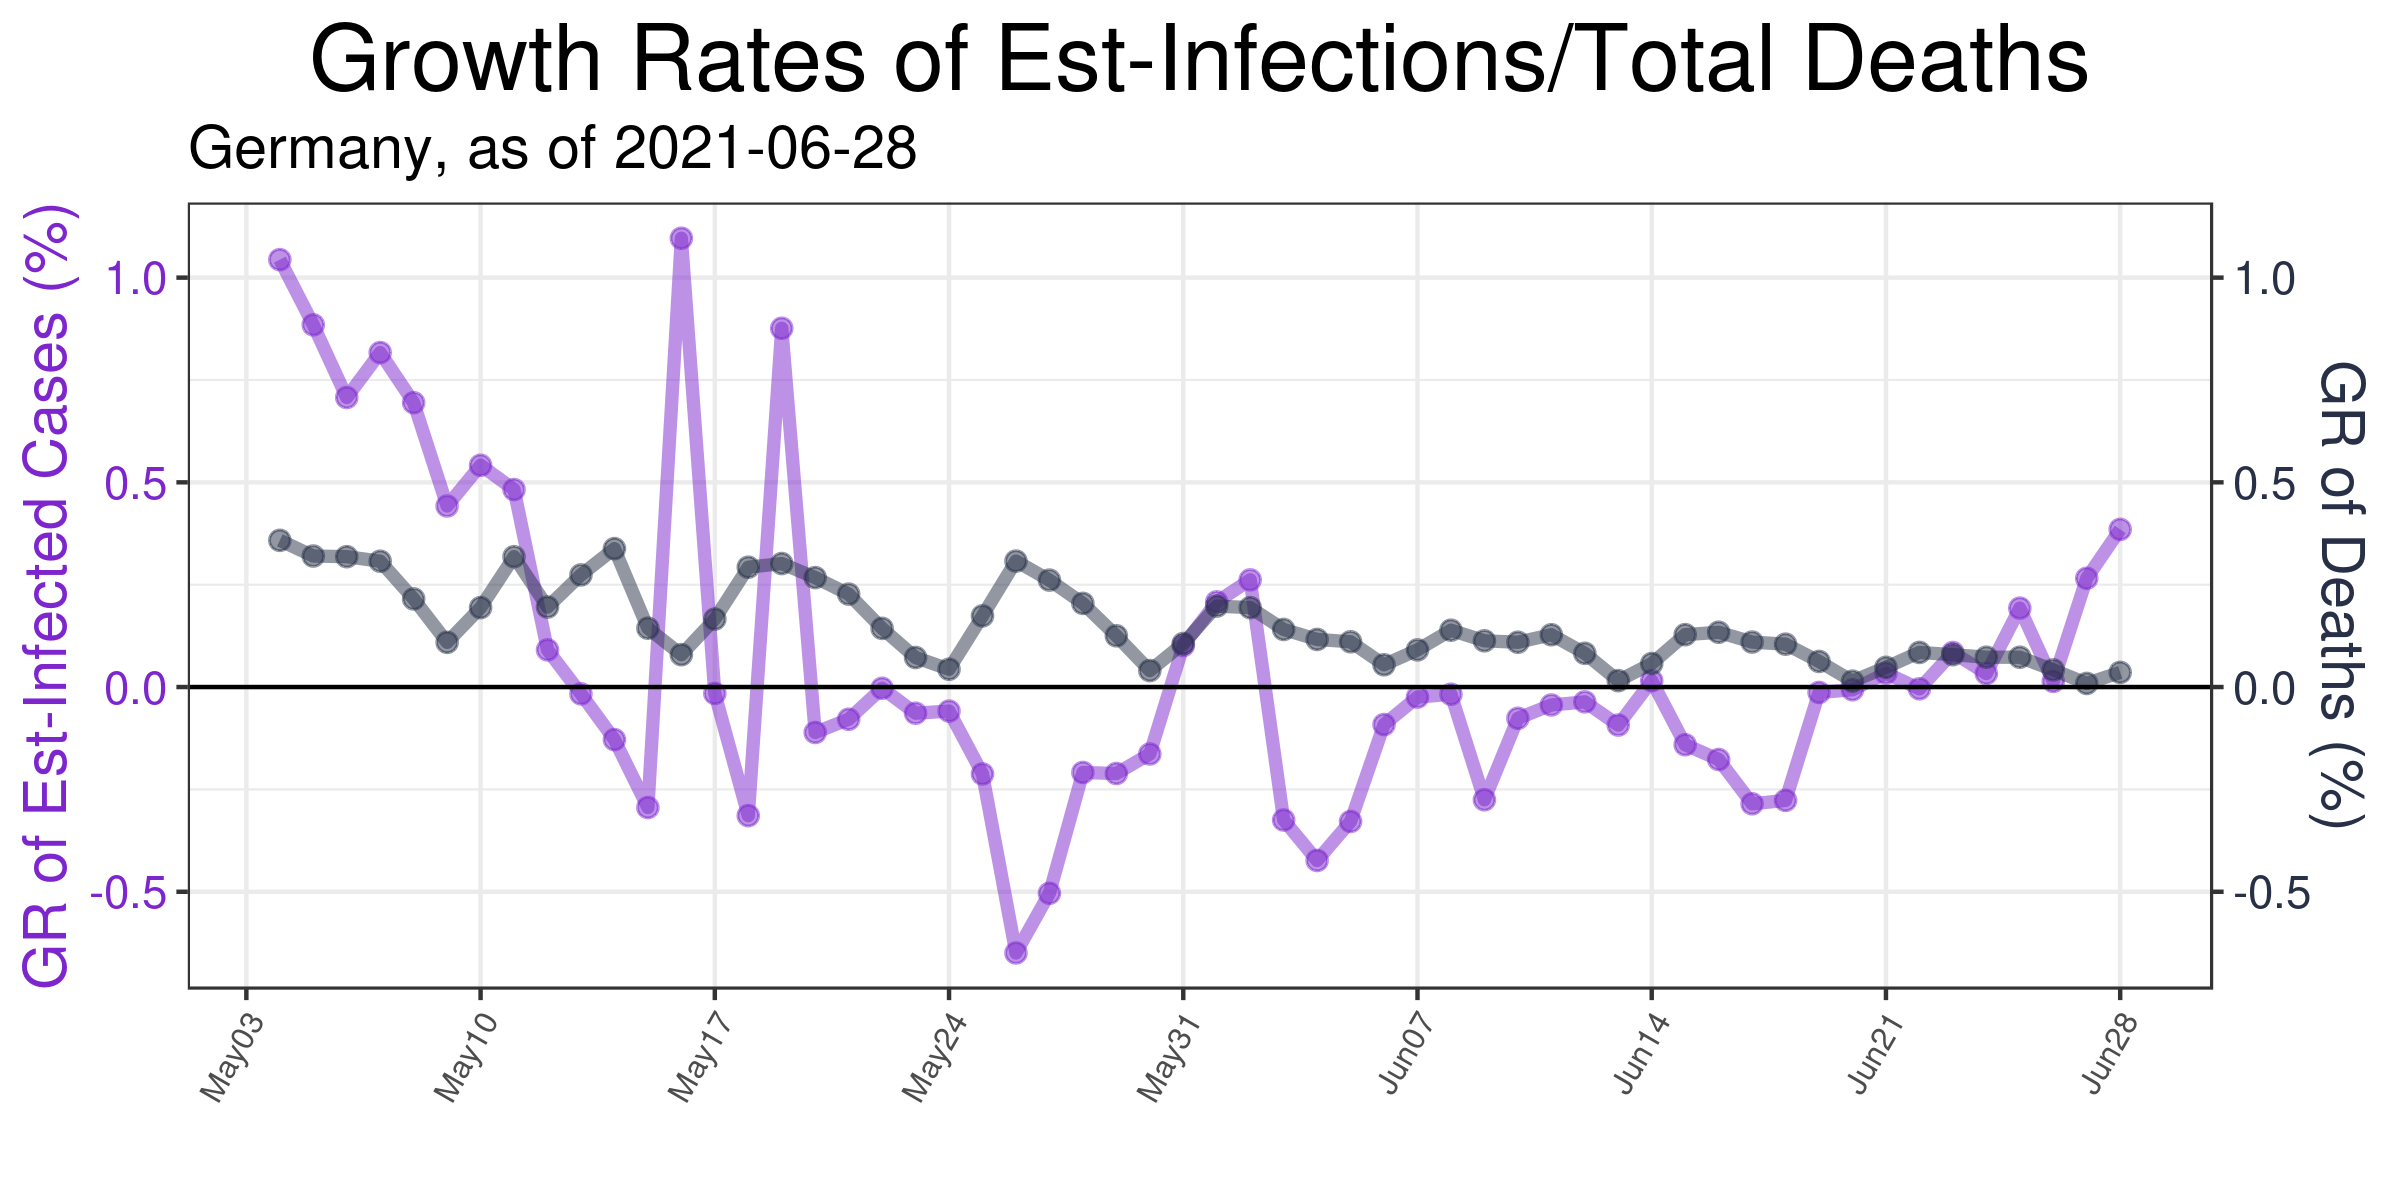 Growth Rates of Est-Infections/Total Deaths
Germany, as of 2021-06-28
GR of Est-Infected Cases (%)
1.0
0.5
0.0
-0.5
1.0
0.5
0.0
-0.5
GR of Deaths (%)
May03
May10
May17
May24
May31
Jun07
Jun14
Jun21
Jun28